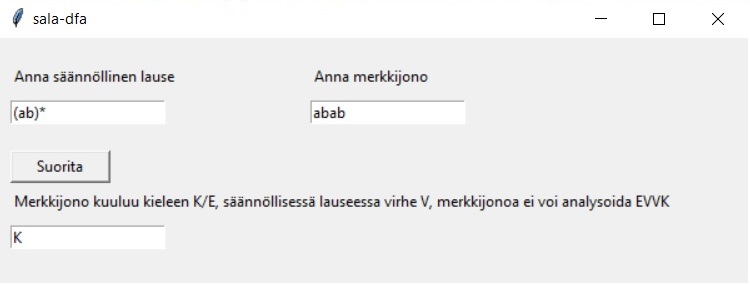 sala-dfa
Anna säännöllinen lause Anna merkkijono
(ab)* abab
Suorita
Merkkijono kuuluu kieleen K/E, säännöllisessä lauseessa virhe V, merkkijonoa ei voi analysoida EVVK
K